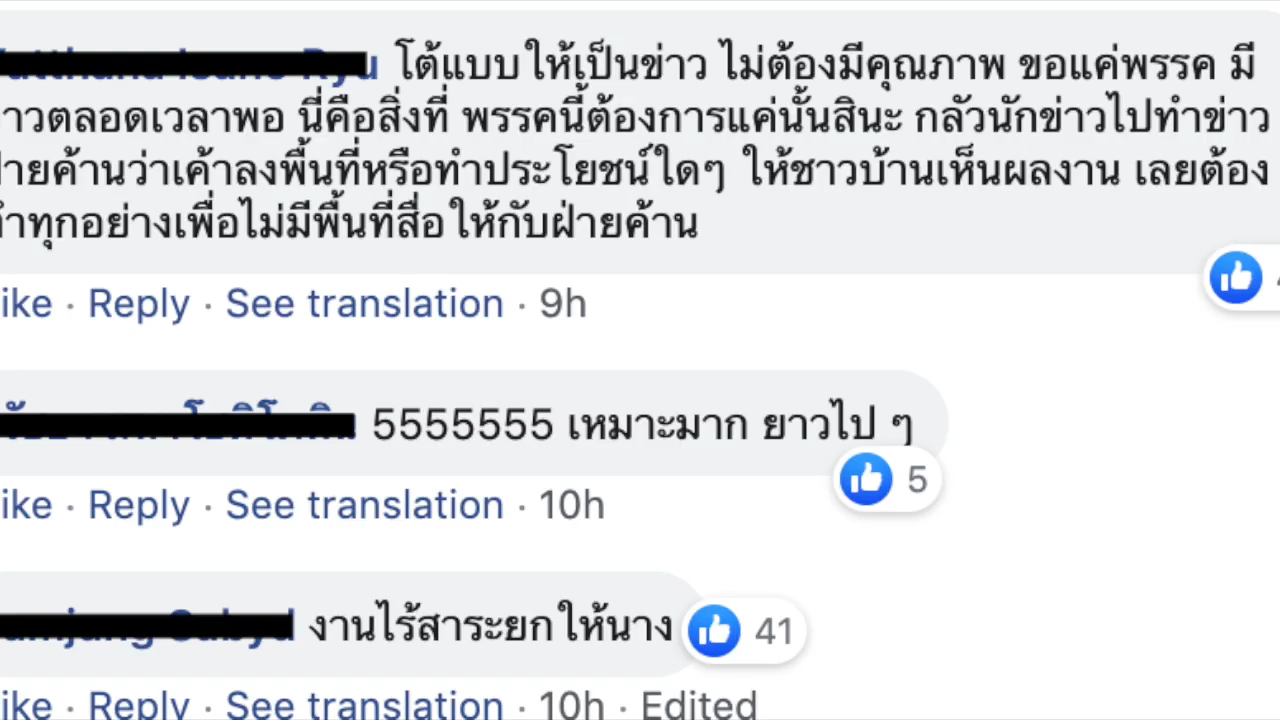 โต้แบบให้เป็นข่าว ไม่ต้องมีคุณภาพ ขอแค่พรรค มี
าวตลอดเวลาพอ นี่คือสิ่งที่ พรรคนี้ต้องการแค่นั้นสินะ กลัวนักข่าวไปทำข่าว
ายค้านว่าเค้าลงพื้นที่หรือทำประโยชน์ใดๆ ให้ชาวบ้านเห็นผลงาน เลยต้อง
ทุกอย่างเพื่อไม่มีพื้นที่สื่อให้กับฝ่ายค้าน
ike · Reply · See translation · 9h
5555555 เหมาะมาก ยาวไป ๆ
5
ike · Reply · See translation · 10h
งานไร้สาระยกให้นาง 41
ike · Reply · See translation · 10h · Edited